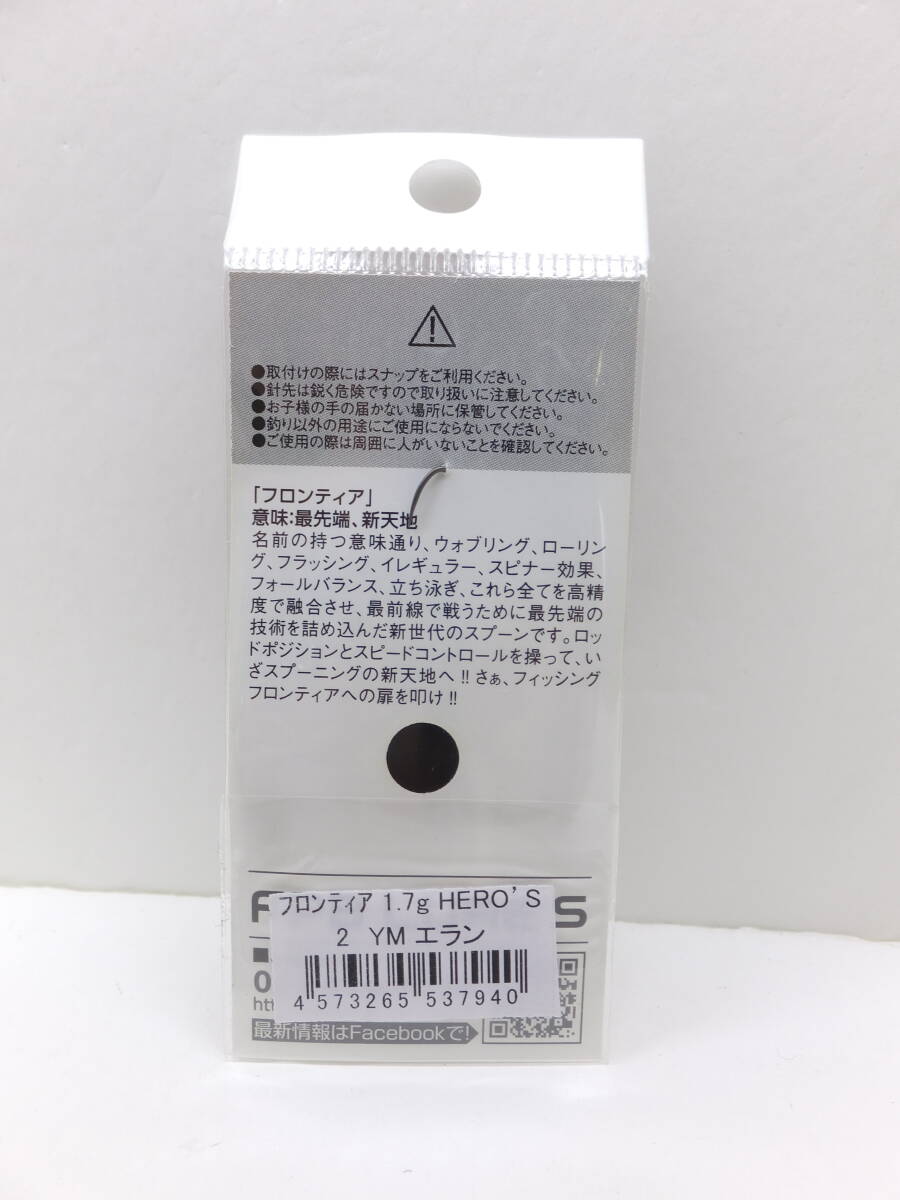 ●取付けの際にはスナップをご利用ください。
●針先は鋭く危険ですので取り扱いに注意してください。
●お子様の手の届かない場所に保管してください。
●釣り以外の用途にご使用にならないでください。
●ご使用の際は周囲に人がいないことを確認してください。
「フロンティア」
意味:最先端、新天地
名前の持つ意味通り、ウォブリング、ローリン
グ、フラッシング、イレギュラー、スピナー効果、
フォールバランス、立ち泳ぎ、これら全てを高精
度で融合させ、最前線で戦うために最先端の
技術を詰め込んだ新世代のスプーンです。ロッ
ドポジションとスピードコントロールを操って、い
ざスプーニングの新天地へ!!さぁ、フィッシング
フロンティアへの扉を叩け!!
フロンティア 1.7g HERO'S
2 YM エラン
4 573265 537940
最新情報はFacebookで!